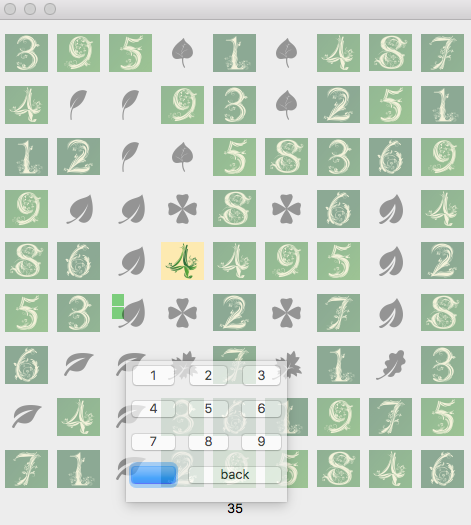 3 9 5 1 4 8 7
4 9 3 2 5 1
1 2 5 8 3 6 9
9 8 6 4
8 6 4 4 9 5 2
5 3 2 7 8
6 7 1 3
4 9 7 5
7 1 5 8 4 6
1 2 3
4 5 6
7 8 9
back
35